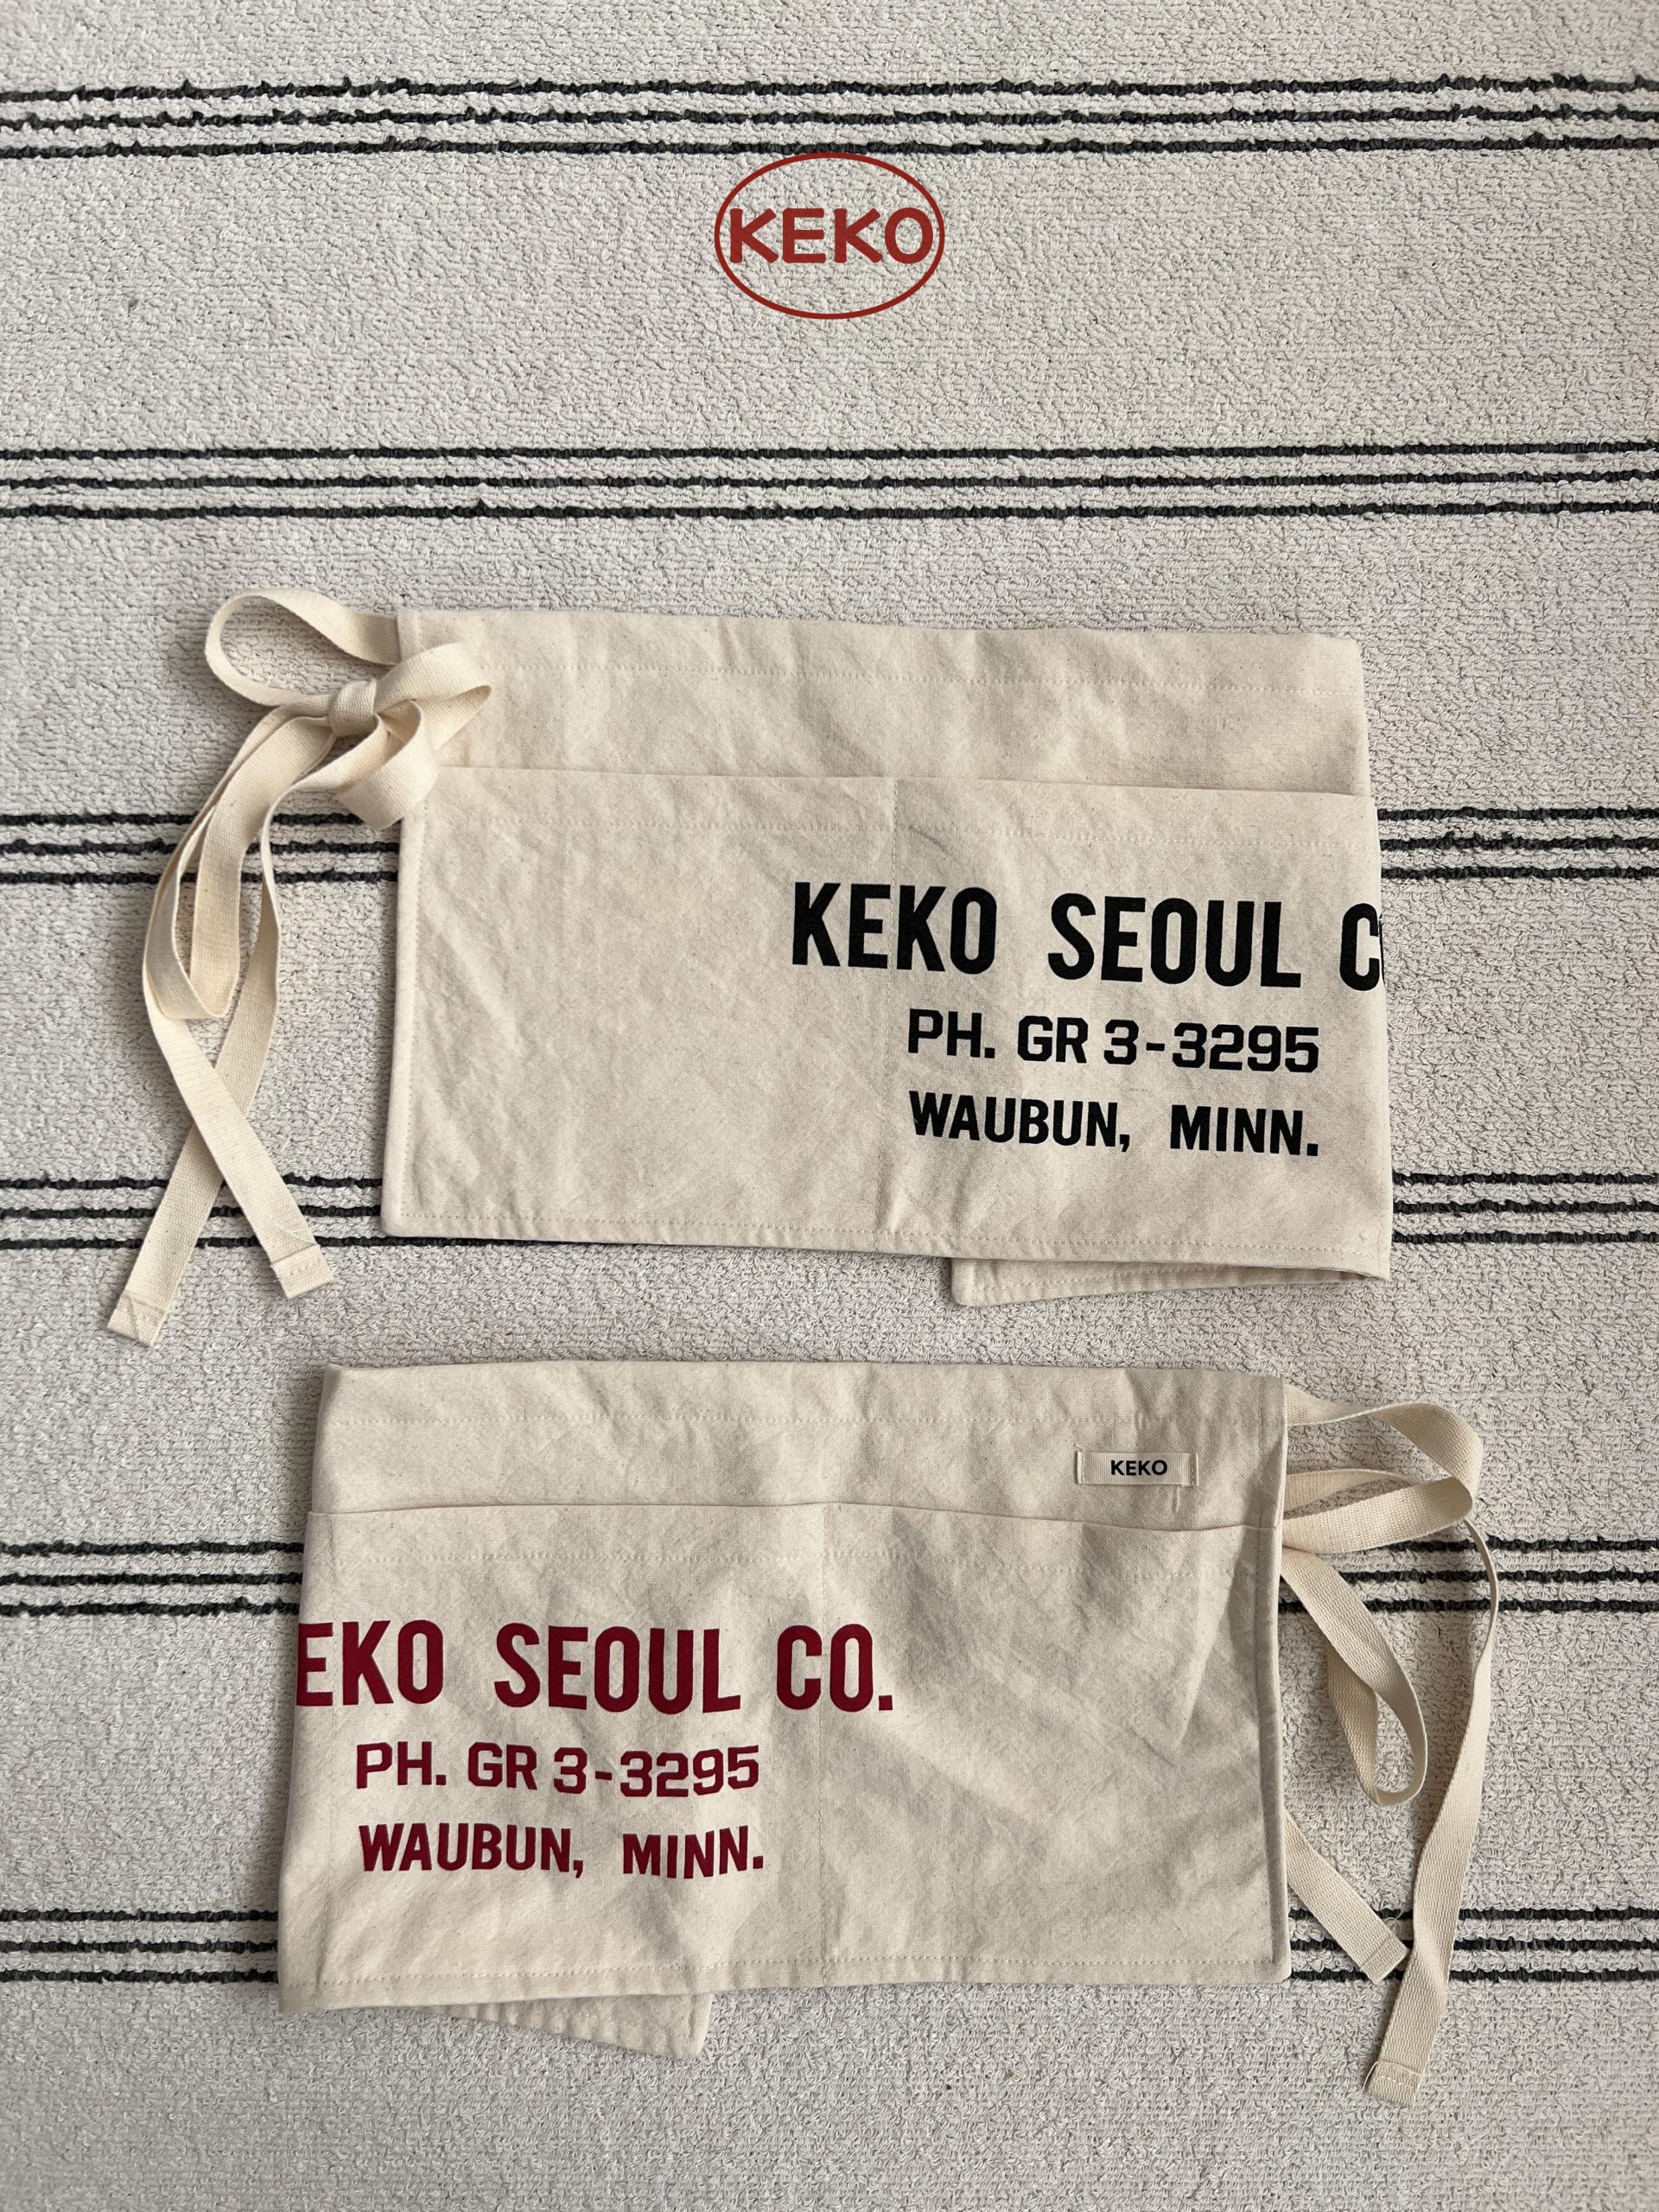 KEKO
KEKO SEOUL C
PH. GR 3-3295
WAUBUN, MINN.
KEKO
EKO SEOUL CO.
PH. GR 3-3295
WAUBUN, MINN.